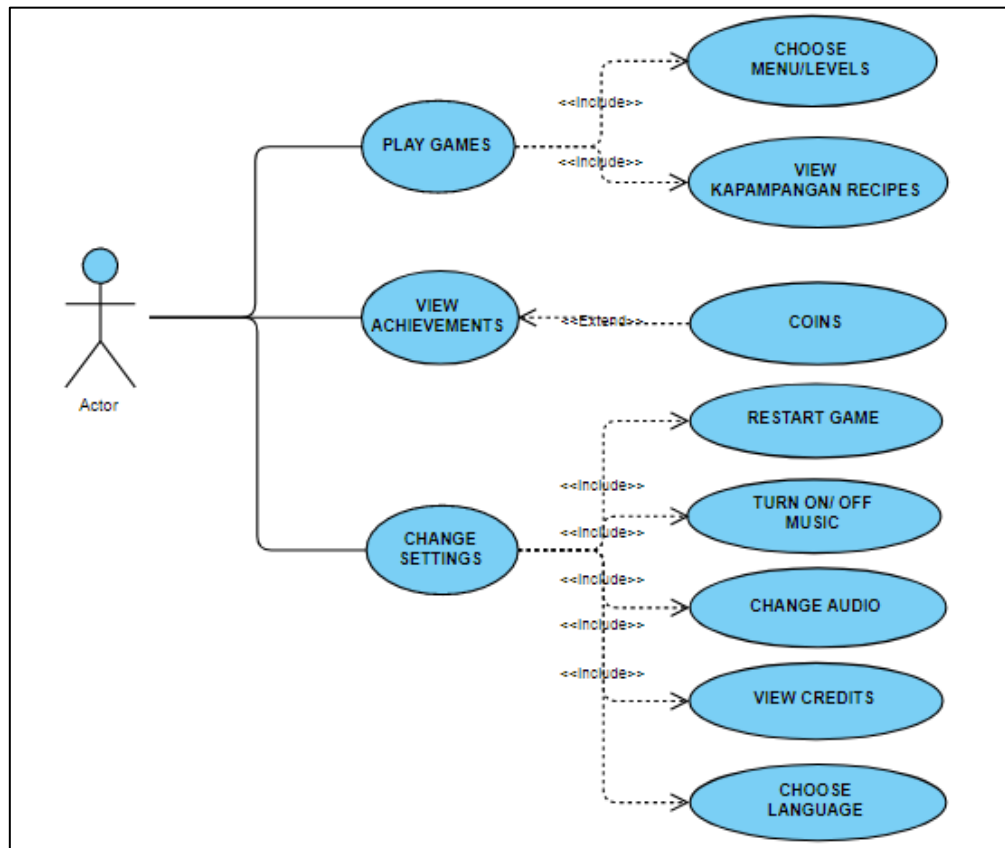 CHOOSE
MENU/LEVELS
<<Include>>
PLAY GAMES
<<Include>>
VIEW
KAPAMPANGAN RECIPES
VIEW
ACHIEVEMENTS
<<Extend>>
COINS
Actor
RESTART GAME
<<Include>>
TURN ON/ OFF
MUSIC
<<Include>>
CHANGE
SETTINGS
<<Include>>
CHANGE AUDIO
<<Include>>
<<Include>>
VIEW CREDITS
CHOOSE
LANGUAGE